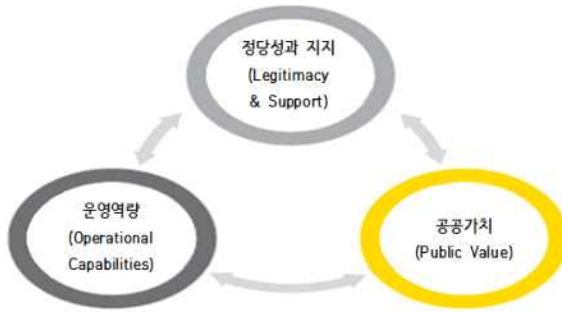 정당성과 지지
(Legitimacy
& Support)
운영역량
(Operational
Capabilities)
공공가치
(Public Value)